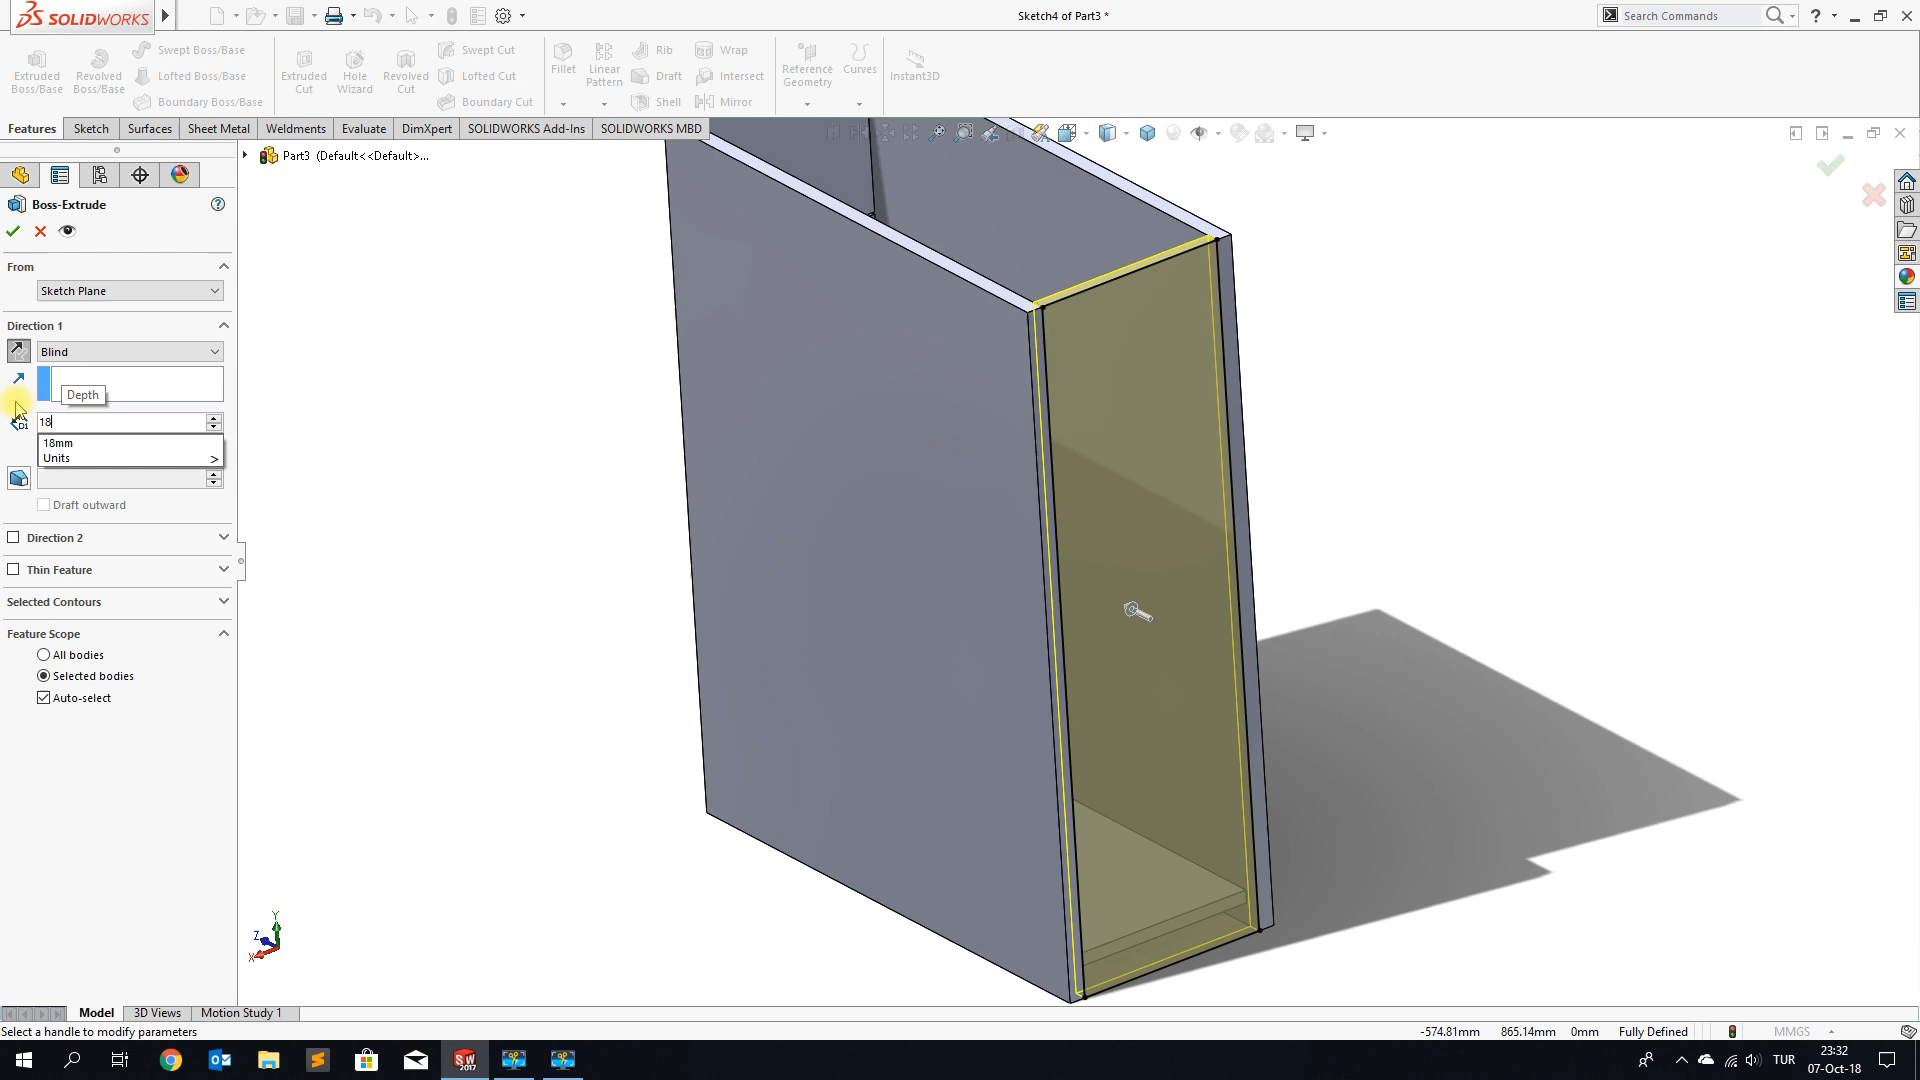 SOLIDWORKS
Sketch4 of Part3 *
Search Commands
Extruded Boss/Base
Revolved Boss/Base
Swept Boss/Base
Lofted Boss/Base
Boundary Boss/Base
Extruded Cut
Hole Wizard
Revolved Cut
Swept Cut
Lofted Cut
Boundary Cut
Fillet
Linear Pattern
Rib
Draft
Shell
Wrap
Intersect
Mirror
Reference Geometry
Curves
Instant3D
Features
Sketch
Surfaces
Sheet Metal
Weldments
Evaluate
DimXpert
SOLIDWORKS Add-Ins
SOLIDWORKS MBD
Part3 (Default<<Default>...
Boss-Extrude
From
Sketch Plane
Direction 1
Blind
Depth
D1
18
18mm
Units >
Draft outward
Direction 2
Thin Feature
Selected Contours
Feature Scope
All bodies
Selected bodies
Auto-select
Y
Z
X
Model
3D Views
Motion Study 1
Select a handle to modify parameters
-574.81mm
865.14mm
0mm
Fully Defined
MMGS
SW
2017
TUR
23:32
07-Oct-18